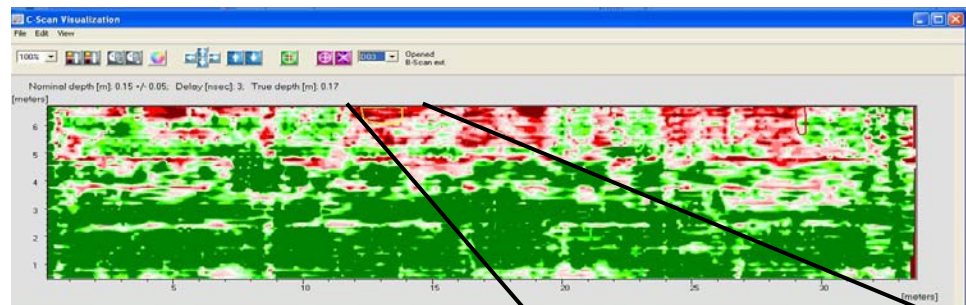 C-Scan Visualization
File Edit View
100% D03 Opened
B-Scan ext.
Nominal depth [m]: 0.15 +/- 0.05; Delay [nsec]: 3; True depth [m]: 0.17
[meters]
6
5
4
3
2
1
5 10 15 20 25 30
[meters]